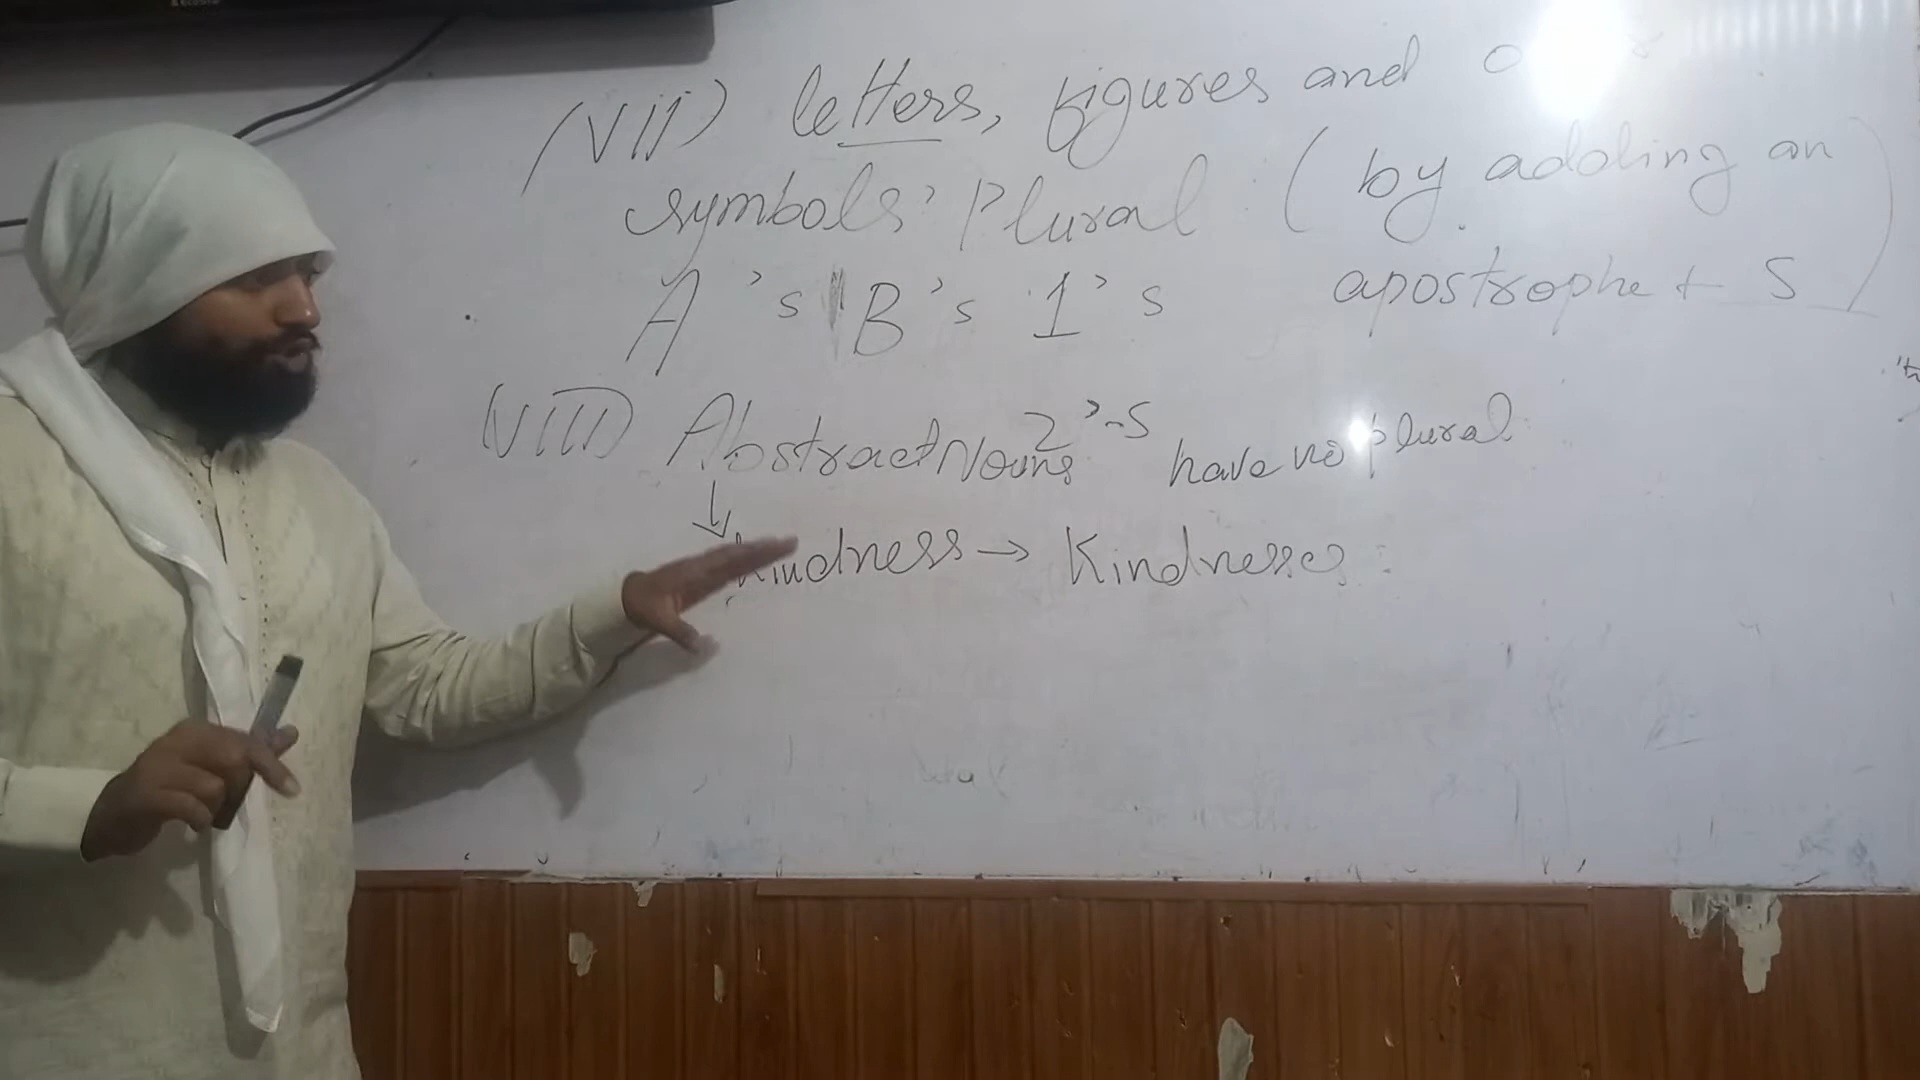 (VII) letters, figures and
symbols' Plural (by adding an
apostrophe + S)
A's B's 1's
2's
(VIII) Abstract Nouns have no plural
↓
Kindness → Kindnesses